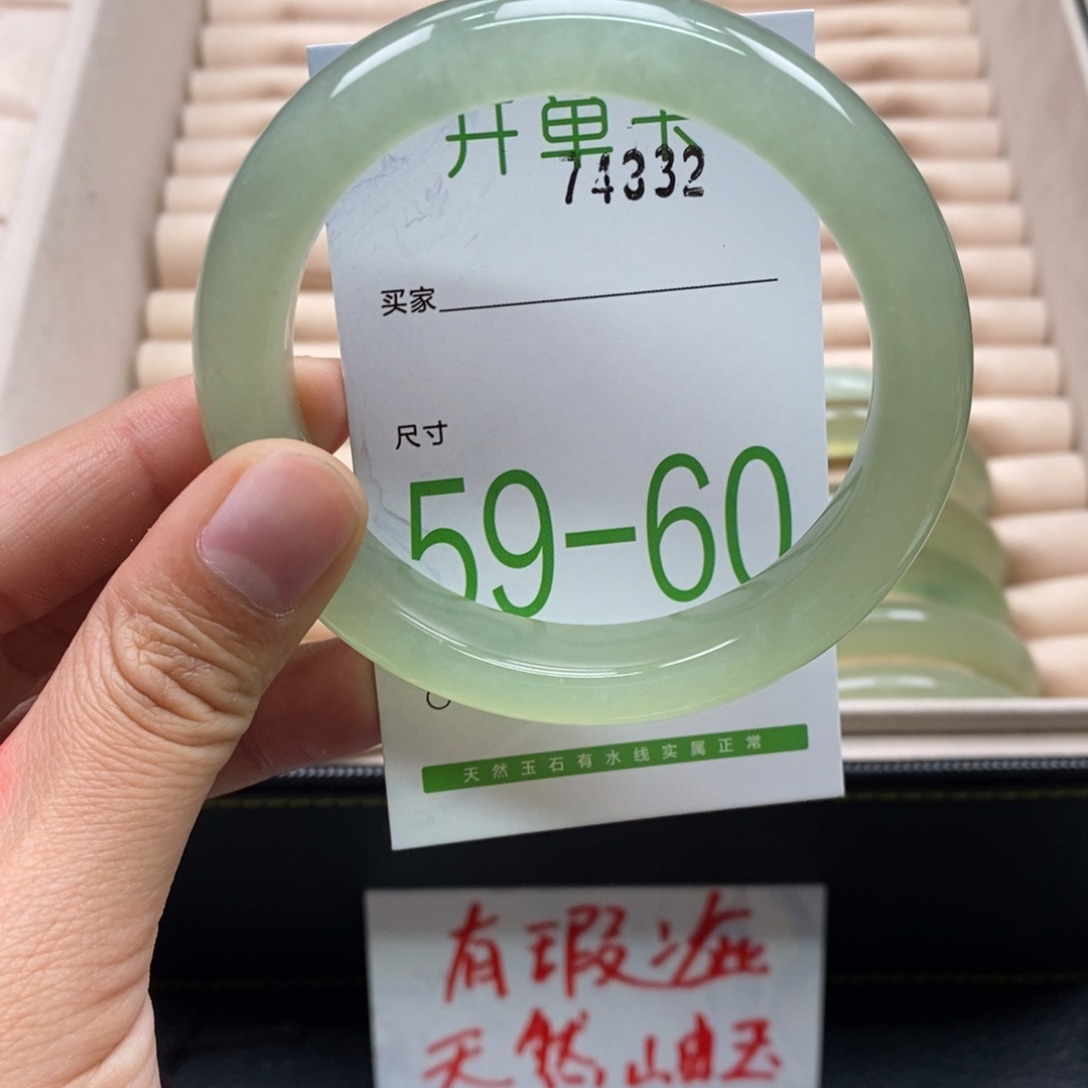 开单卡
74332
买家
尺寸
59-60
天然玉石有水线实属正常
有瑕疵
天然岫玉